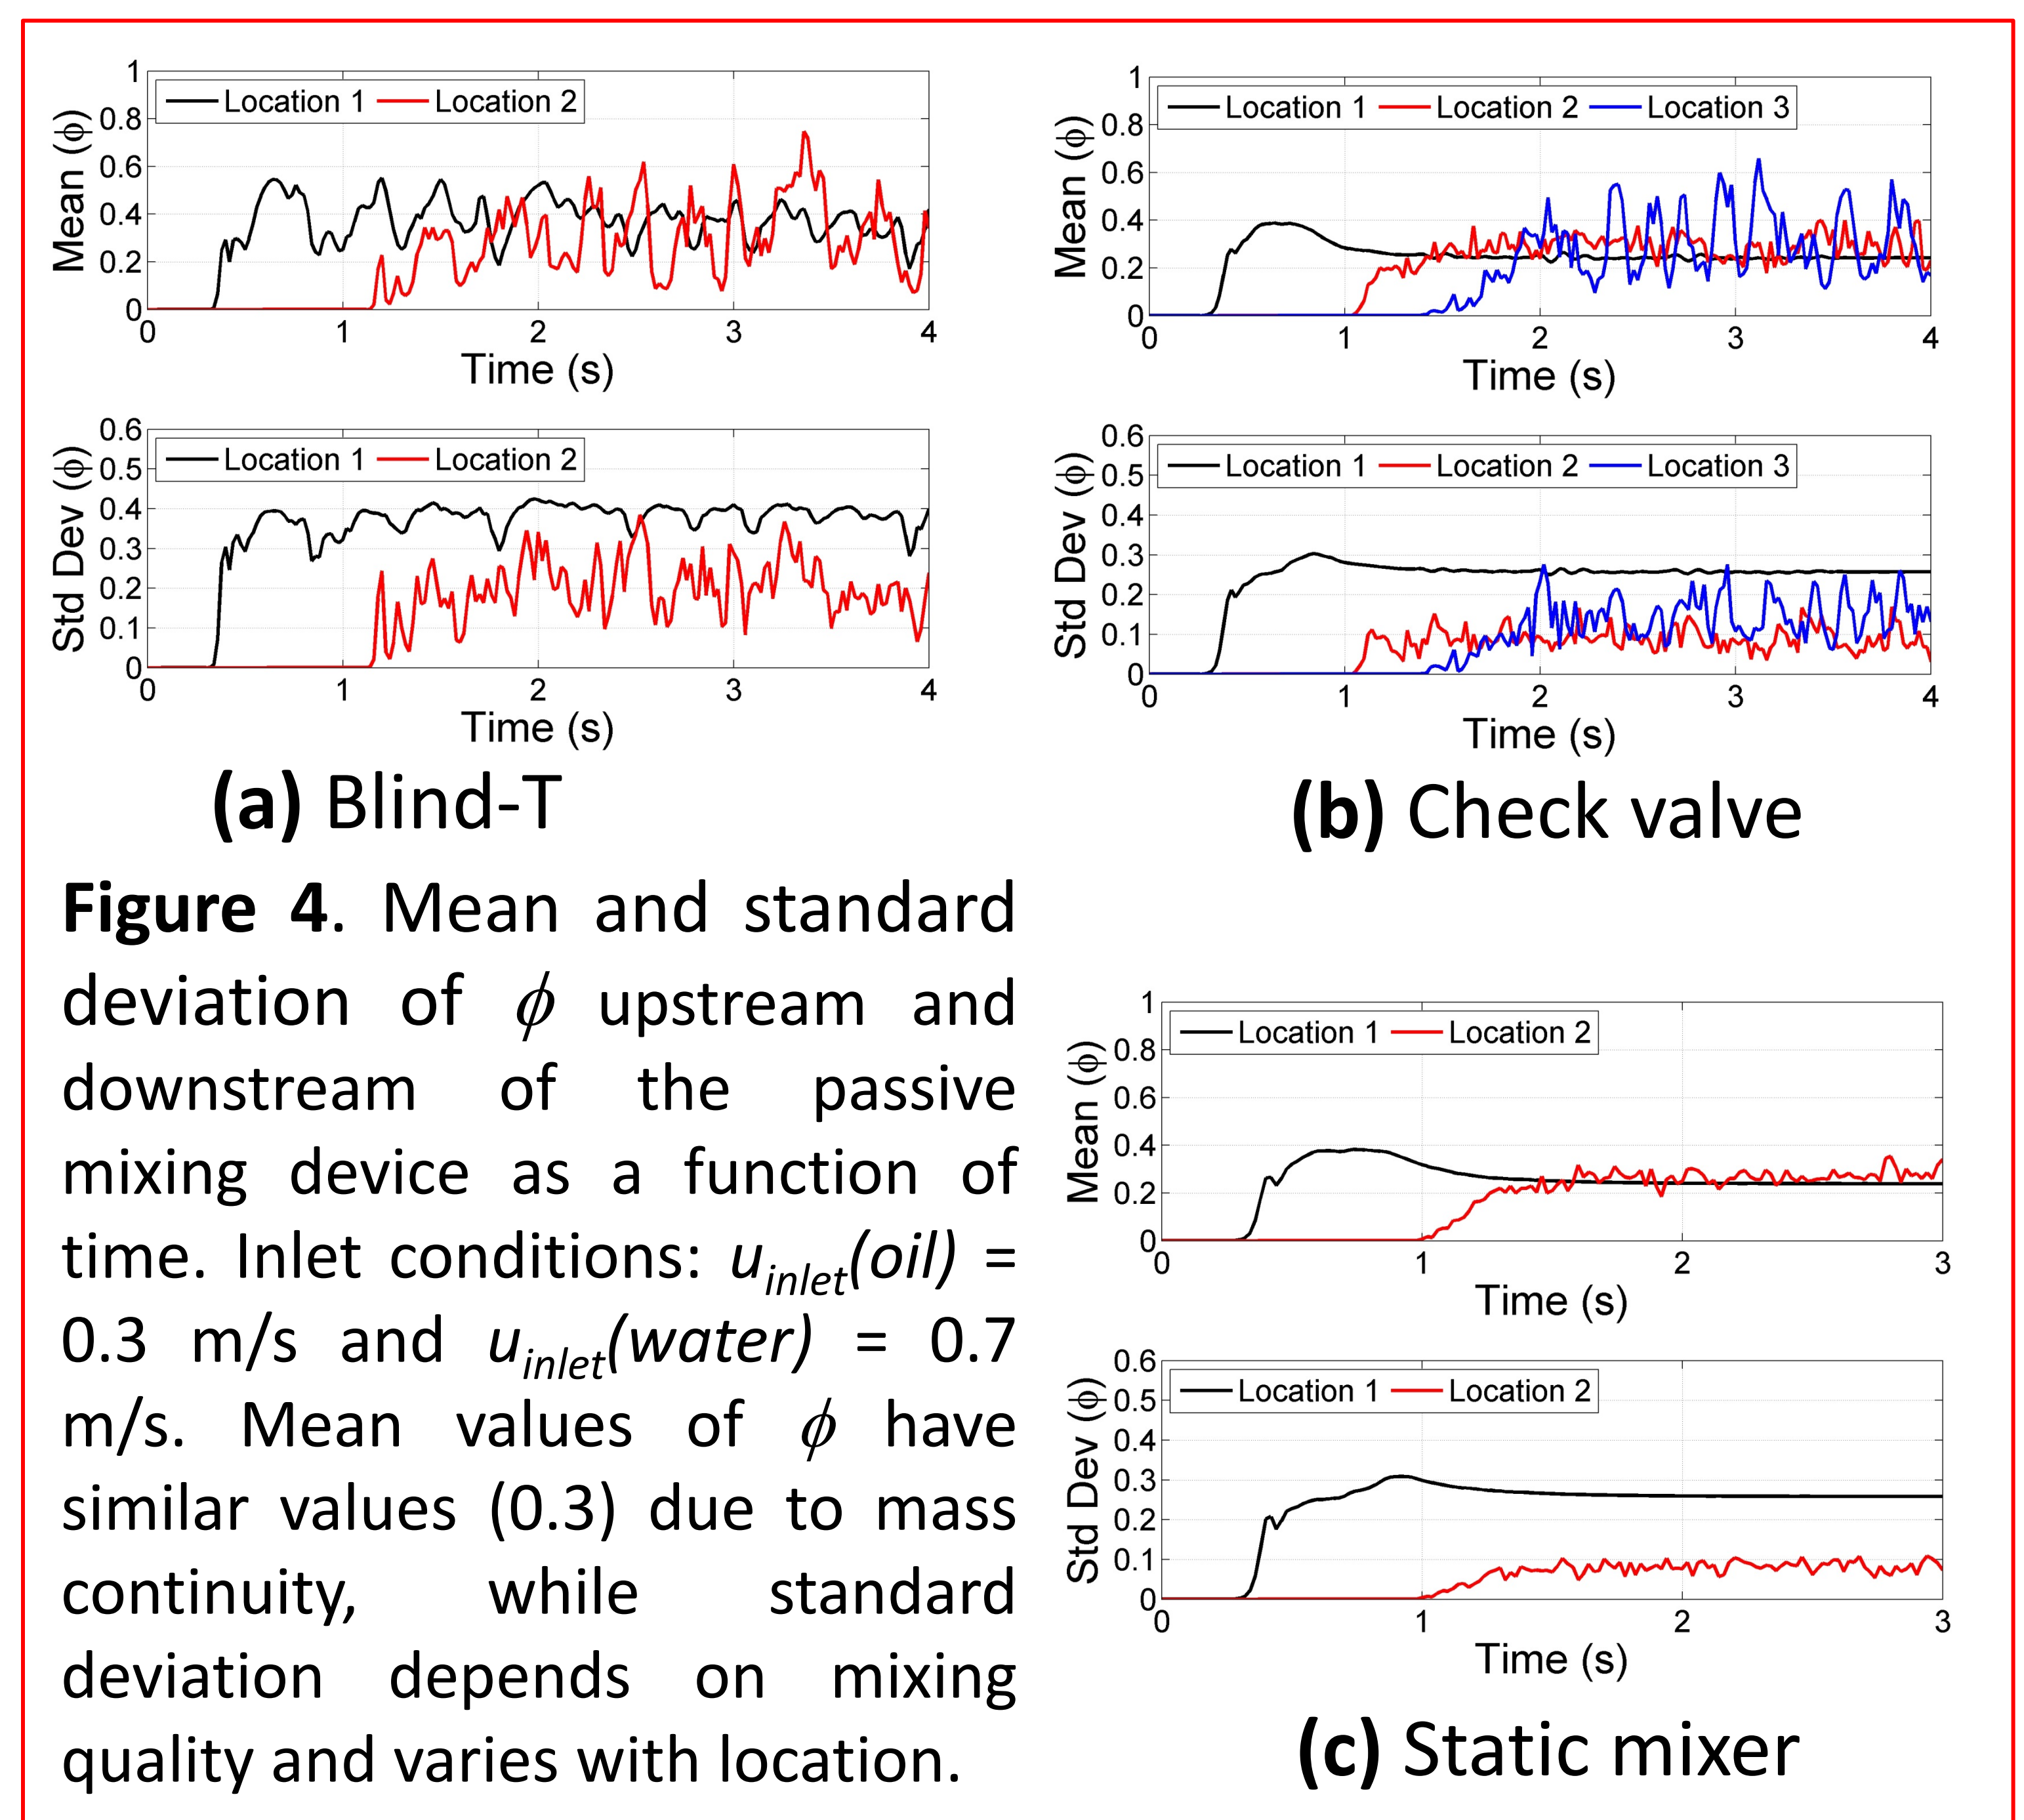 1
0.8
0.6
0.4
0.2
0
Mean (ϕ)
Location 1 Location 2
0 1 2 3 4
Time (s)
0.6
0.5
0.4
0.3
0.2
0.1
0
Std Dev (ϕ)
Location 1 Location 2
0 1 2 3 4
Time (s)
(a) Blind-T
1
0.8
0.6
0.4
0.2
0
Mean (ϕ)
Location 1 Location 2 Location 3
0 1 2 3 4
Time (s)
0.6
0.5
0.4
0.3
0.2
0.1
0
Std Dev (ϕ)
Location 1 Location 2 Location 3
0 1 2 3 4
Time (s)
(b) Check valve
Figure 4. Mean and standard
deviation of ϕ upstream and
downstream of the passive
mixing device as a function of
time. Inlet conditions: u_inlet(oil) =
0.3 m/s and u_inlet(water) = 0.7
m/s. Mean values of ϕ have
similar values (0.3) due to mass
continuity, while standard
deviation depends on mixing
quality and varies with location.
1
0.8
0.6
0.4
0.2
0
Mean (ϕ)
Location 1 Location 2
0 1 2 3
Time (s)
0.6
0.5
0.4
0.3
0.2
0.1
0
Std Dev (ϕ)
Location 1 Location 2
0 1 2 3
Time (s)
(c) Static mixer